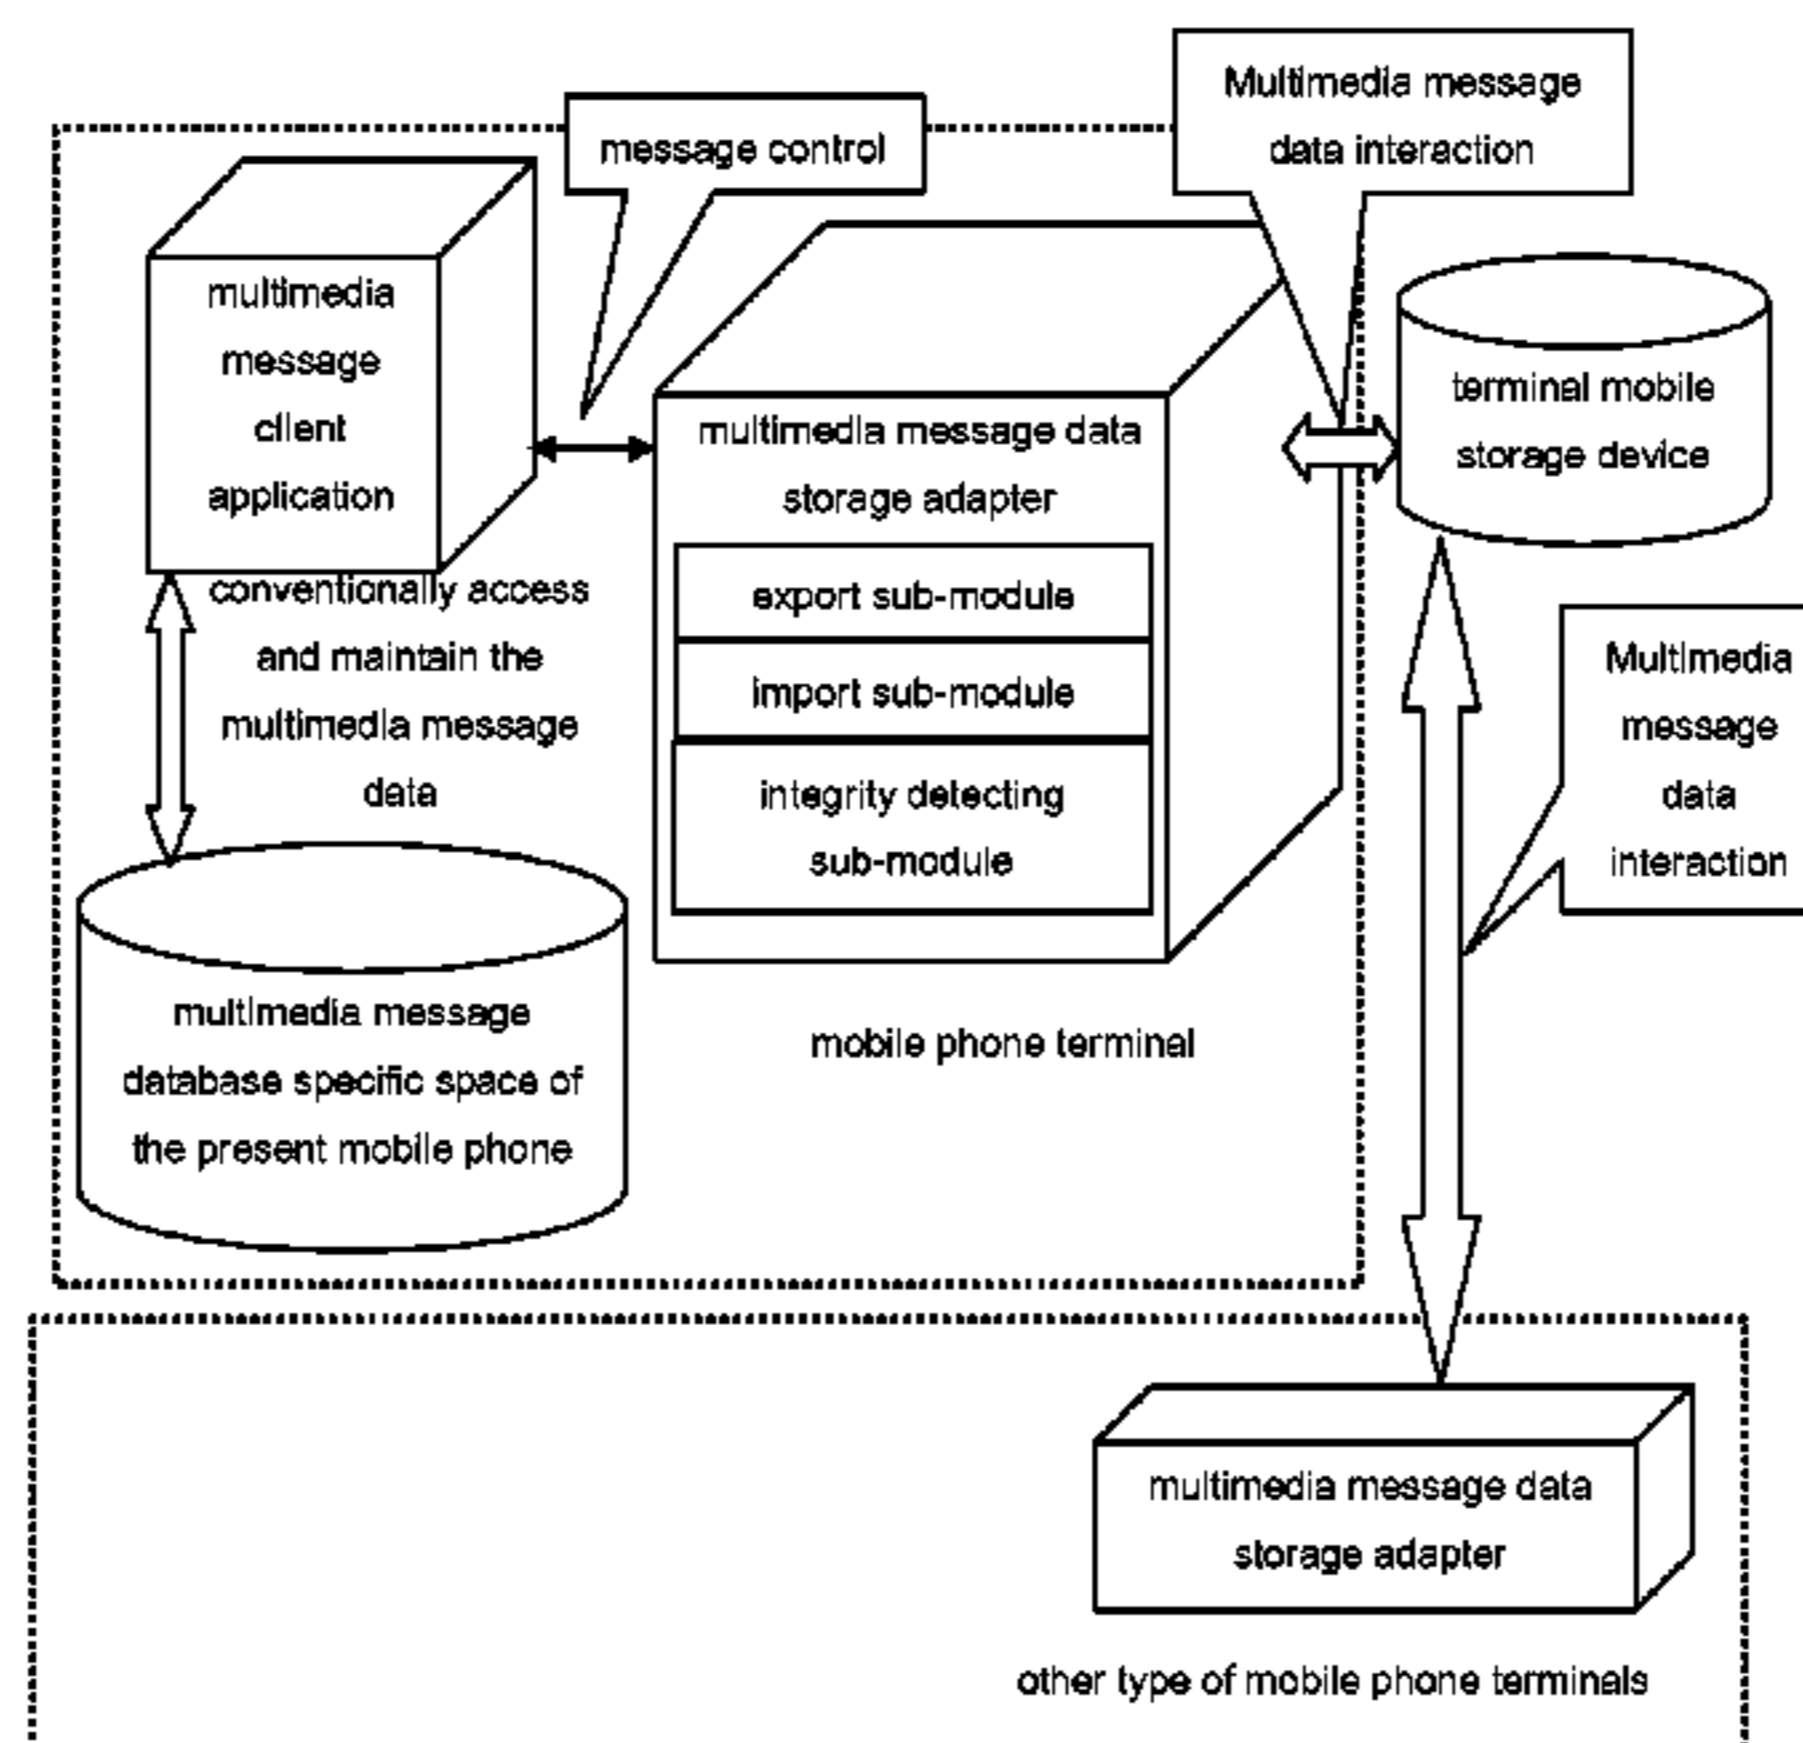 Multimedia message
data interaction
message control
multimedia
message
client
application
multimedia message data
storage adapter
export sub-module
import sub-module
integrity detecting
sub-module
terminal mobile
storage device
conventionally access
and maintain the
multimedia message
data
Multimedia
message
data
interaction
multimedia message
database specific space of
the present mobile phone
mobile phone terminal
multimedia message data
storage adapter
other type of mobile phone terminals